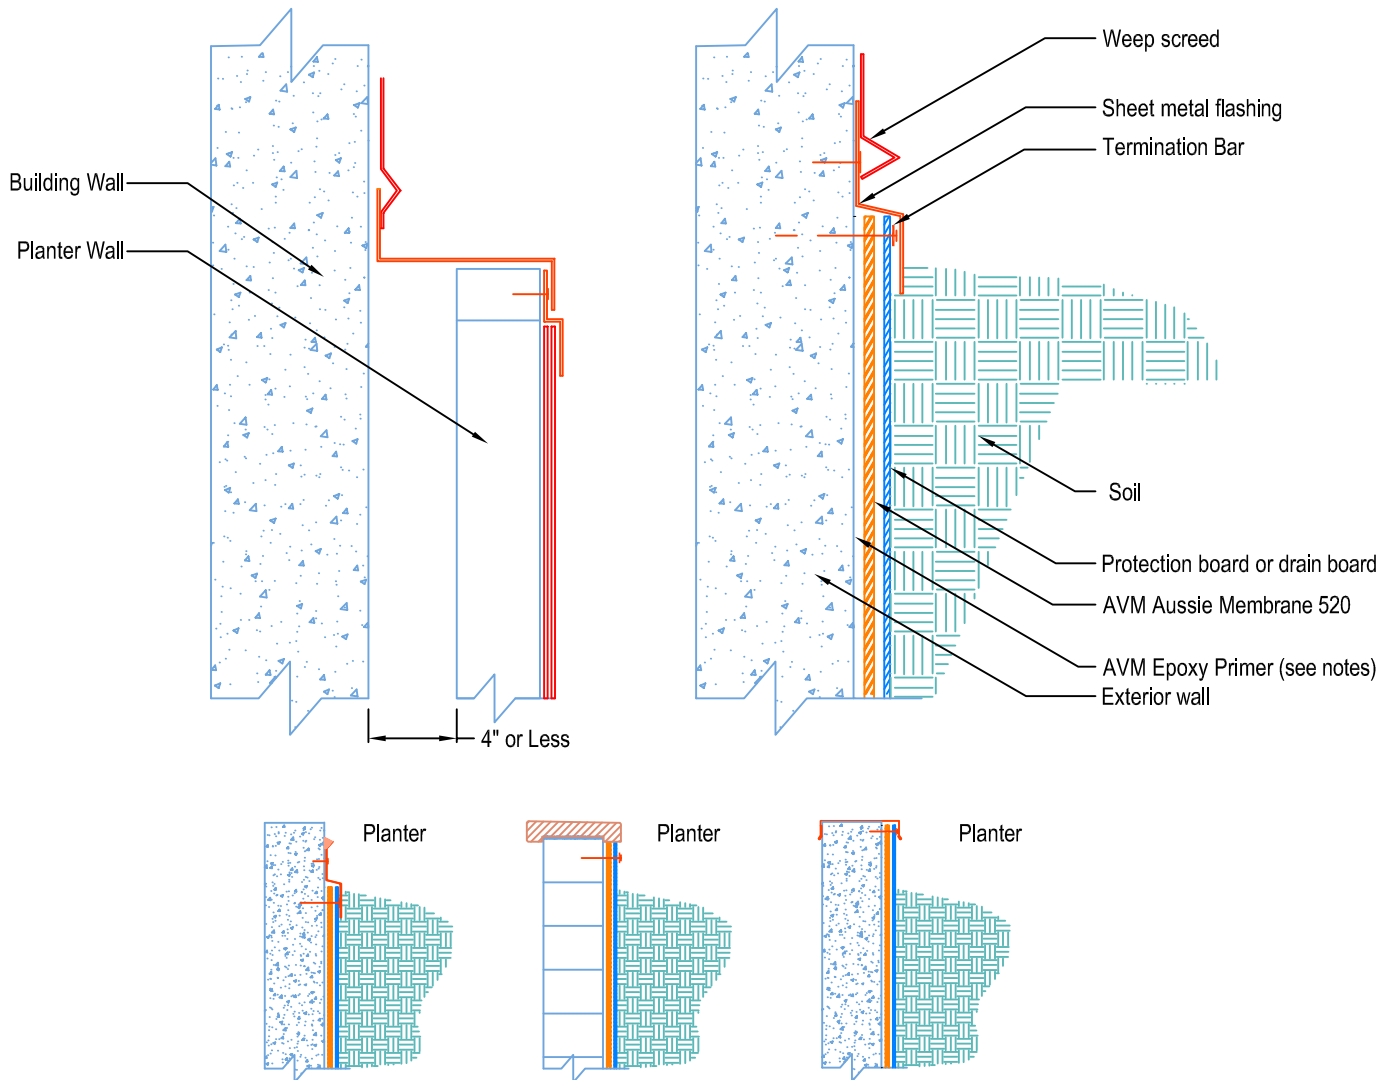 Weep screed
Sheet metal flashing
Termination Bar
Building Wall
Planter Wall
Soil
Protection board or drain board
AVM Aussie Membrane 520
AVM Epoxy Primer (see notes)
Exterior wall
4" or Less
Planter
Planter
Planter